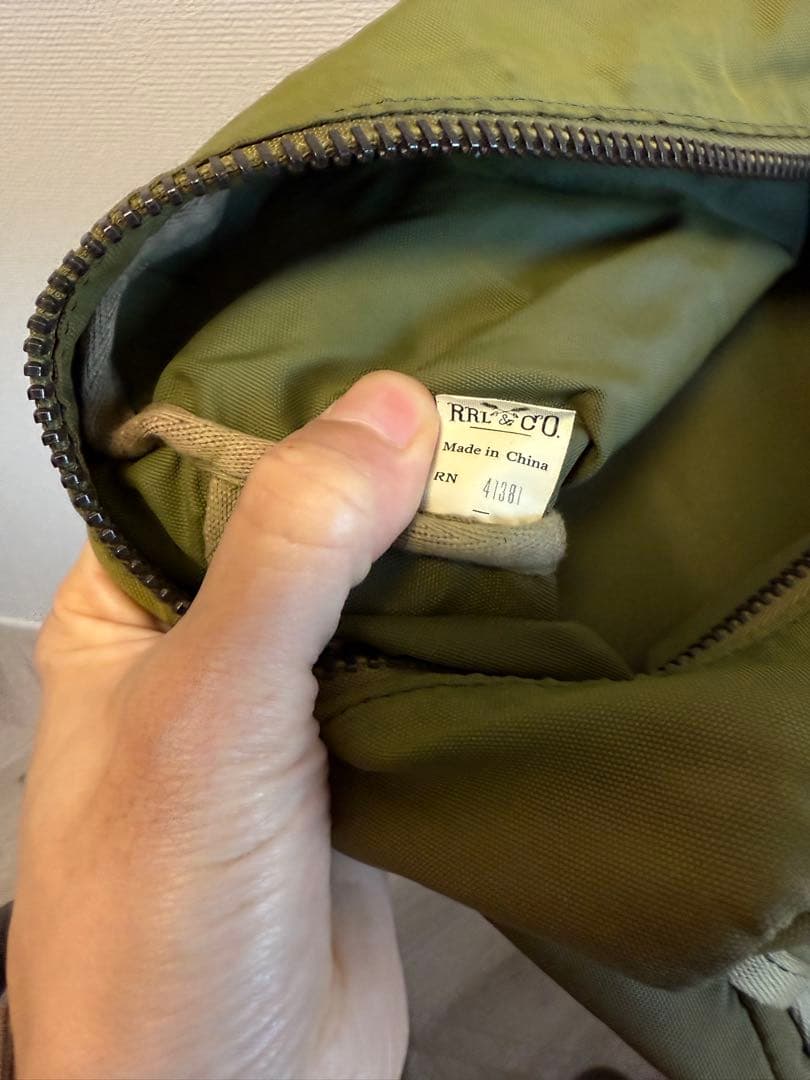 RRL & CO.
Made in China
RN 41381